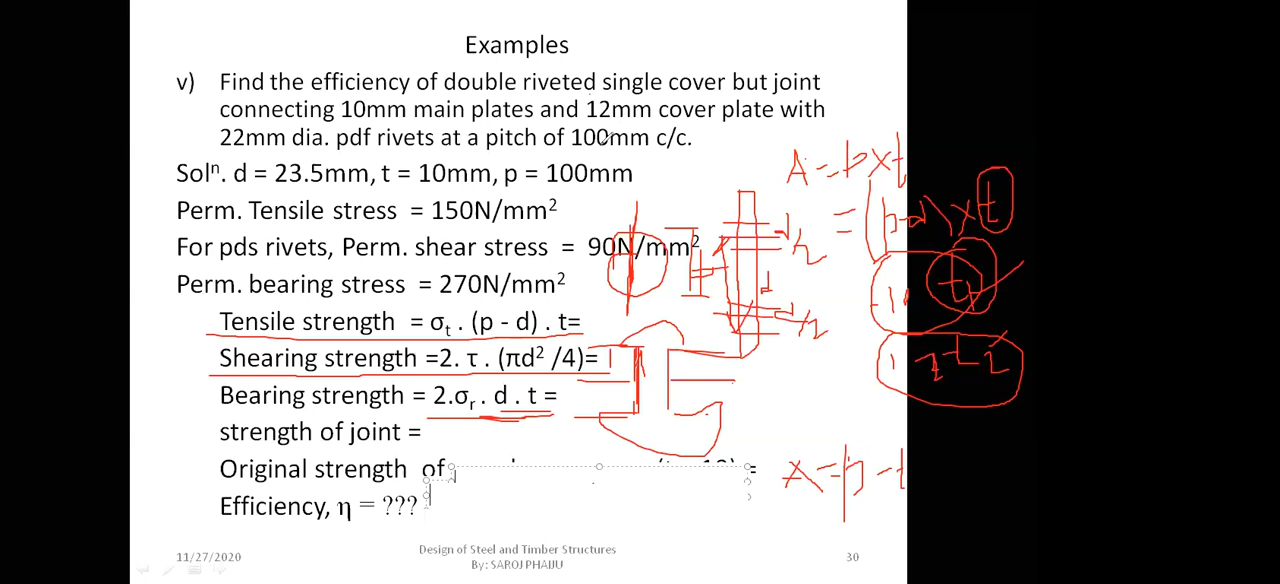 Examples
v) Find the efficiency of double riveted single cover but joint
connecting 10mm main plates and 12mm cover plate with
22mm dia. pdf rivets at a pitch of 100mm c/c.
Solⁿ. d = 23.5mm, t = 10mm, p = 100mm
A = b x t
Perm. Tensile stress = 150N/mm²
= (b-d) x t
For pds rivets, Perm. shear stress = 90N/mm²
Perm. bearing stress = 270N/mm²
Tensile strength = σt . (p - d) . t=
Shearing strength =2. τ . (πd² /4)=
Bearing strength = 2.σr . d . t =
strength of joint =
Original strength of =
Efficiency, η = ???
11/27/2020
Design of Steel and Timber Structures
By: SAROJ PHAIJU
30